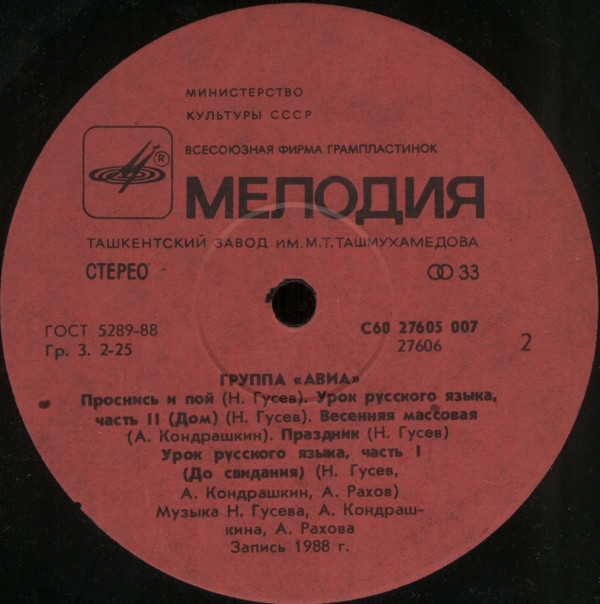 МИНИСТЕРСТВО
КУЛЬТУРЫ СССР
®
ВСЕСОЮЗНАЯ ФИРМА ГРАМПЛАСТИНОК
МЕЛОДИЯ
ТАШКЕНТСКИЙ ЗАВОД ИМ. М.Т. ТАШМУХАМЕДОВА
СТЕРЕО 33
ГОСТ 5289-88 С60 27605 007
Гр. 3. 2-25 27606 2
ГРУППА «АВИА»
Проснись и пой (Н. Гусев). Урок русского языка,
часть II (Дом) (Н. Гусев). Весенняя массовая
(А. Кондрашкин). Праздник (Н. Гусев)
Урок русского языка, часть I
(До свидания) (Н. Гусев,
А. Кондрашкин, А. Рахов)
Музыка Н. Гусева, А. Кондраш-
кина, А. Рахова
Запись 1988 г.